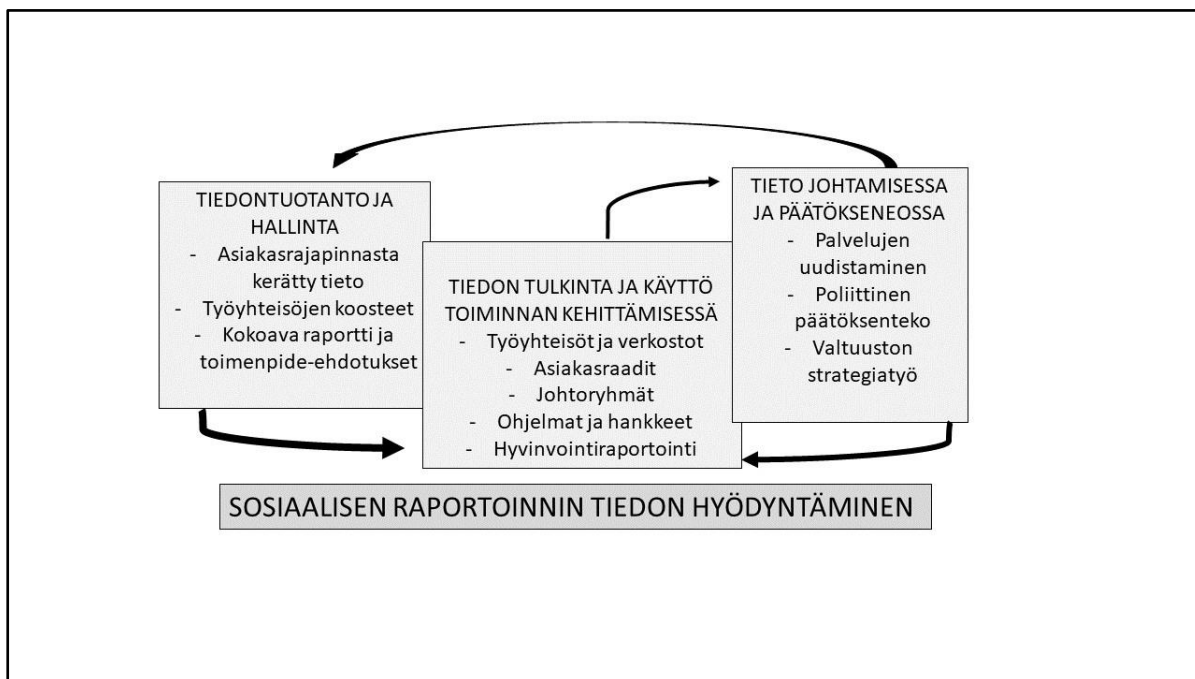 TIEDONTUOTANTO JA
HALLINTA
- Asiakasrajapinnasta
kerätty tieto
- Työyhteisöjen koosteet
- Kokoava raportti ja
toimenpide-ehdotukset
TIEDON TULKINTA JA KÄYTTÖ
TOIMINNAN KEHITTÄMISESSÄ
- Työyhteisöt ja verkostot
- Asiakasraadit
- Johtoryhmät
- Ohjelmat ja hankkeet
- Hyvinvointiraportointi
TIETO JOHTAMISESSA
JA PÄÄTÖKSENEOSSA
- Palvelujen
uudistaminen
- Poliittinen
päätöksenteko
- Valtuuston
strategiatyö
SOSIAALISEN RAPORTOINNIN TIEDON HYÖDYNTÄMINEN